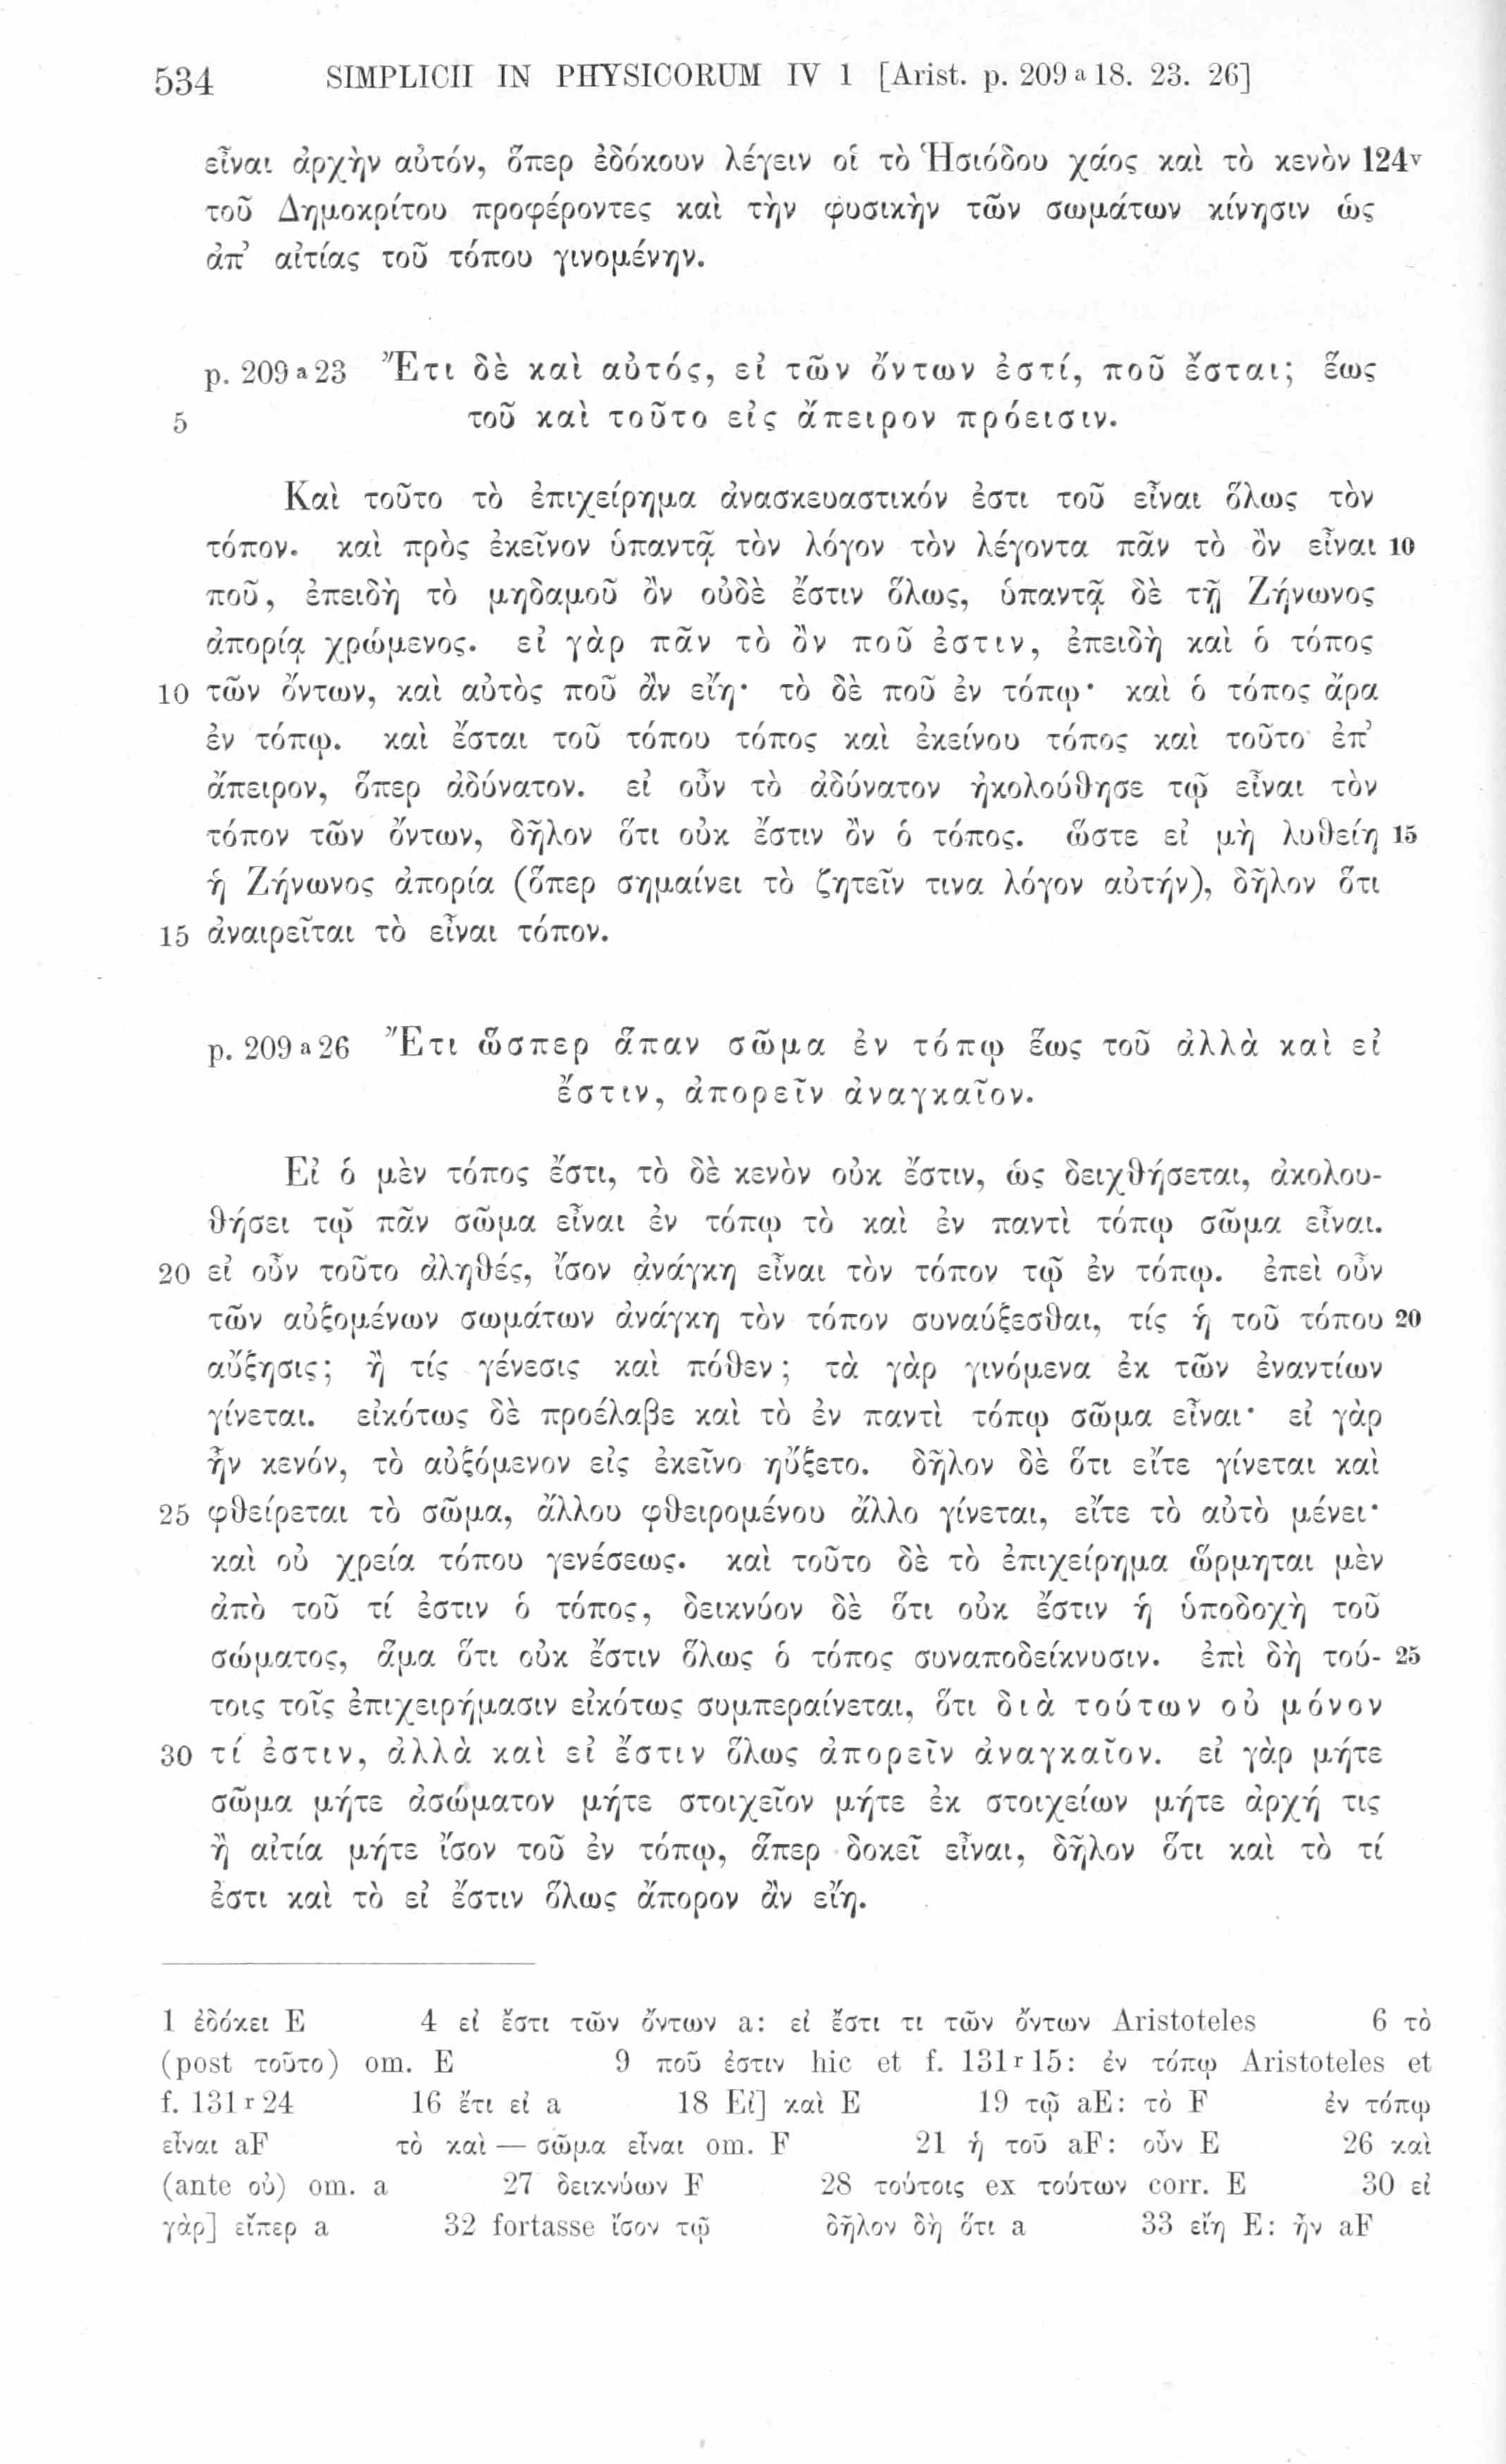 534 SIMPLICII IN PHYSICORUM IV 1 [Arist. p. 209 a 18. 23. 26]
εἶναι ἀρχὴν αὐτόν, ὅπερ ἐδόκουν λέγειν οἱ τὸ Ἡσιόδου χάος καὶ τὸ κενὸν 124v
τοῦ Δημοκρίτου προφέροντες καὶ τὴν φυσικὴν τῶν σωμάτων κίνησιν ὡς
ἀπ’ αἰτίας τοῦ τόπου γινομένην.
p. 209 a 23 Ἔτι δὲ καὶ αὐτός, εἰ τῶν ὄντων ἐστί, ποῦ ἔσται; ἕως
5 τοῦ καὶ τοῦτο εἰς ἄπειρον πρόεισιν.
Καὶ τοῦτο τὸ ἐπιχείρημα ἀνασκευαστικόν ἐστι τοῦ εἶναι ὅλως τὸν
τόπον. καὶ πρὸς ἐκεῖνον ὑπαντᾷ τὸν λόγον τὸν λέγοντα πᾶν τὸ ὂν εἶναι 10
ποῦ, ἐπειδὴ τὸ μηδαμοῦ ὂν οὐδὲ ἔστιν ὅλως, ὑπαντᾷ δὲ τῇ Ζήνωνος
ἀπορίᾳ χρώμενος. εἰ γὰρ πᾶν τὸ ὂν ποῦ ἐστιν, ἐπειδὴ καὶ ὁ τόπος
10 τῶν ὄντων, καὶ αὐτὸς ποῦ ἂν εἴη· τὸ δὲ ποῦ ἐν τόπῳ· καὶ ὁ τόπος ἄρα
ἐν τόπῳ. καὶ ἔσται τοῦ τόπου τόπος καὶ ἐκείνου τόπος καὶ τοῦτο ἐπ’
ἄπειρον, ὅπερ ἀδύνατον. εἰ οὖν τὸ ἀδύνατον ἠκολούθησε τῷ εἶναι τὸν
τόπον τῶν ὄντων, δῆλον ὅτι οὐκ ἔστιν ὂν ὁ τόπος. ὥστε εἰ μὴ λυθείη 15
ἡ Ζήνωνος ἀπορία (ὅπερ σημαίνει τὸ ζητεῖν τινα λόγον αὐτήν), δῆλον ὅτι
15 ἀναιρεῖται τὸ εἶναι τόπον.
p. 209 a 26 Ἔτι ὥσπερ ἅπαν σῶμα ἐν τόπῳ ἕως τοῦ ἀλλὰ καὶ εἰ
ἔστιν, ἀπορεῖν ἀναγκαῖον.
Εἰ ὁ μὲν τόπος ἔστι, τὸ δὲ κενὸν οὐκ ἔστιν, ὡς δειχθήσεται, ἀκολου-
θήσει τῷ πᾶν σῶμα εἶναι ἐν τόπῳ τὸ καὶ ἐν παντὶ τόπῳ σῶμα εἶναι.
20 εἰ οὖν τοῦτο ἀληθές, ἴσον ἀνάγκη εἶναι τὸν τόπον τῷ ἐν τόπῳ. ἐπεὶ οὖν
τῶν αὐξομένων σωμάτων ἀνάγκη τὸν τόπον συναύξεσθαι, τίς ἡ τοῦ τόπου 20
αὔξησις; ἢ τίς γένεσις καὶ πόθεν; τὰ γὰρ γινόμενα ἐκ τῶν ἐναντίων
γίνεται. εἰκότως δὲ προέλαβε καὶ τὸ ἐν παντὶ τόπῳ σῶμα εἶναι· εἰ γὰρ
ἦν κενόν, τὸ αὐξόμενον εἰς ἐκεῖνο ηὔξετο. δῆλον δὲ ὅτι εἴτε γίνεται καὶ
25 φθείρεται τὸ σῶμα, ἄλλου φθειρομένου ἄλλο γίνεται, εἴτε τὸ αὐτὸ μένει·
καὶ οὐ χρεία τόπου γενέσεως. καὶ τοῦτο δὲ τὸ ἐπιχείρημα ὥρμηται μὲν
ἀπὸ τοῦ τί ἐστιν ὁ τόπος, δεικνύον δὲ ὅτι οὐκ ἔστιν ἡ ὑποδοχὴ τοῦ
σώματος, ἅμα ὅτι οὐκ ἔστιν ὅλως ὁ τόπος συναποδείκνυσιν. ἐπὶ δὴ τού- 25
τοις τοῖς ἐπιχειρήμασιν εἰκότως συμπεραίνεται, ὅτι διὰ τούτων οὐ μόνον
30 τί ἐστιν, ἀλλὰ καὶ εἰ ἔστιν ὅλως ἀπορεῖν ἀναγκαῖον. εἰ γὰρ μήτε
σῶμα μήτε ἀσώματον μήτε στοιχεῖον μήτε ἐκ στοιχείων μήτε ἀρχή τις
ἢ αἰτία μήτε ἴσον τοῦ ἐν τόπῳ, ἅπερ δοκεῖ εἶναι, δῆλον ὅτι καὶ τὸ τί
ἐστι καὶ τὸ εἰ ἔστιν ὅλως ἄπορον ἂν εἴη.
1 ἐδόκει E 4 εἰ ἔστι τῶν ὄντων a: εἰ ἔστι τι τῶν ὄντων Aristoteles 6 τὸ
(post τοῦτο) om. E 9 ποῦ ἐστιν hic et f. 131 r 15: ἐν τόπῳ Aristoteles et
f. 131 r 24 16 ἔτι εἰ a 18 Εἰ] καὶ E 19 τῷ aE: τὸ F ἐν τόπῳ
εἶναι aF τὸ καὶ — σῶμα εἶναι om. F 21 ἡ τοῦ aF: οὖν E 26 καὶ
(ante οὐ) om. a 27 δεικνύων F 28 τούτοις ex τούτων corr. E 30 εἰ
γὰρ] εἴπερ a 32 fortasse ἴσον τῷ δῆλον δὴ ὅτι a 33 εἴη E: ἦν aF